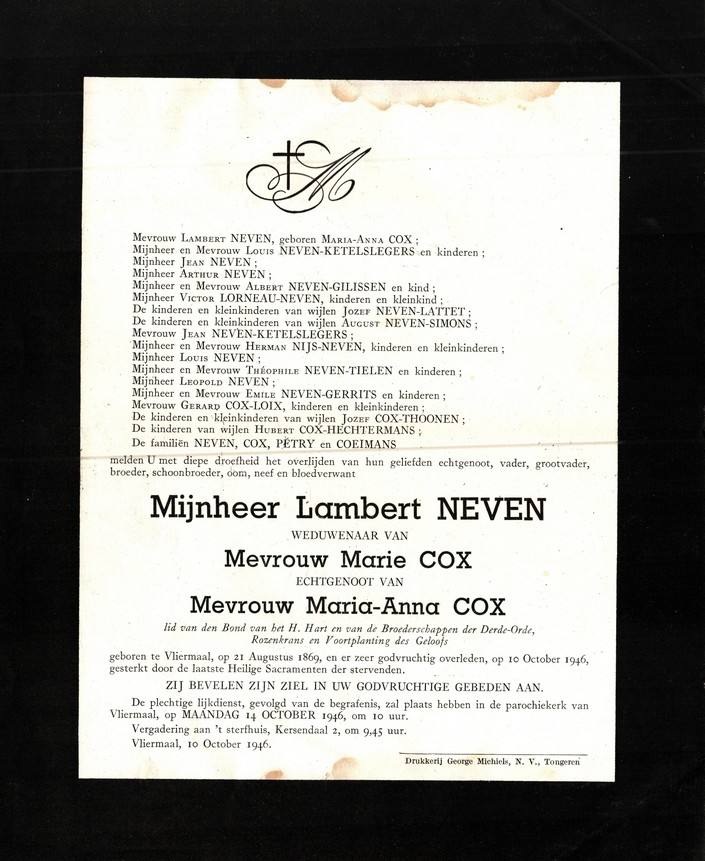 M
Mevrouw LAMBERT NEVEN, geboren MARIA-ANNA COX ;
Mijnheer en Mevrouw LOUIS NEVEN-KETELSLEGERS en kinderen ;
Mijnheer JEAN NEVEN ;
Mijnheer ARTHUR NEVEN ;
Mijnheer en Mevrouw ALBERT NEVEN-GILISSEN en kind ;
Mijnheer VICTOR LORNEAU-NEVEN, kinderen en kleinkind ;
De kinderen en kleinkinderen van wijlen JOZEF NEVEN-LATTET ;
De kinderen en kleinkinderen van wijlen AUGUST NEVEN-SIMONS ;
Mevrouw JEAN NEVEN-KETELSLEGERS ;
Mijnheer en Mevrouw HERMAN NIJS-NEVEN, kinderen en kleinkinderen ;
Mijnheer LOUIS NEVEN ;
Mijnheer en Mevrouw THÉOPHILE NEVEN-TIELEN en kinderen ;
Mijnheer LEOPOLD NEVEN ;
Mijnheer en Mevrouw EMILE NEVEN-GERRITS en kinderen ;
Mevrouw GERARD COX-LOIX, kinderen en kleinkinderen ;
De kinderen en kleinkinderen van wijlen JOZEF COX-THOONEN ;
De kinderen van wijlen HUBERT COX-HECHTERMANS ;
De familiën NEVEN, COX, PÉTRY en COEIMANS
melden U met diepe droefheid het overlijden van hun geliefden echtgenoot, vader, grootvader,
broeder, schoonbroeder, oom, neef en bloedverwant
Mijnheer Lambert NEVEN
WEDUWENAAR VAN
Mevrouw Marie COX
ECHTGENOOT VAN
Mevrouw Maria-Anna COX
lid van den Bond van het H. Hart en van de Broederschappen der Derde-Orde,
Rozenkrans en Voortplanting des Geloofs
geboren te Vliermaal, op 21 Augustus 1869, en er zeer godvruchtig overleden, op 10 October 1946,
gesterkt door de laatste Heilige Sacramenten der stervenden.
ZIJ BEVELEN ZIJN ZIEL IN UW GODVRUCHTIGE GEBEDEN AAN.
De plechtige lijkdienst, gevolgd van de begrafenis, zal plaats hebben in de parochiekerk van
Vliermaal, op MAANDAG 14 OCTOBER 1946, om 10 uur.
Vergadering aan 't sterfhuis, Kersendaal 2, om 9,45 uur.
Vliermaal, 10 October 1946.
Drukkerij George Michiels, N. V., Tongeren